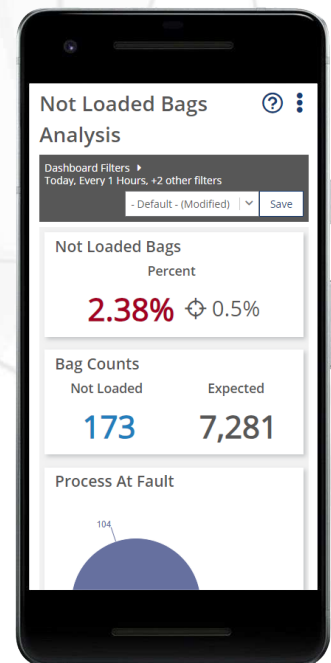 Not Loaded Bags
Analysis
Dashboard Filters
Today, Every 1 Hours, +2 other filters
- Default - (Modified)
Save
Not Loaded Bags
Percent
2.38% 0.5%
Bag Counts
Not Loaded Expected
173 7,281
Process At Fault
104